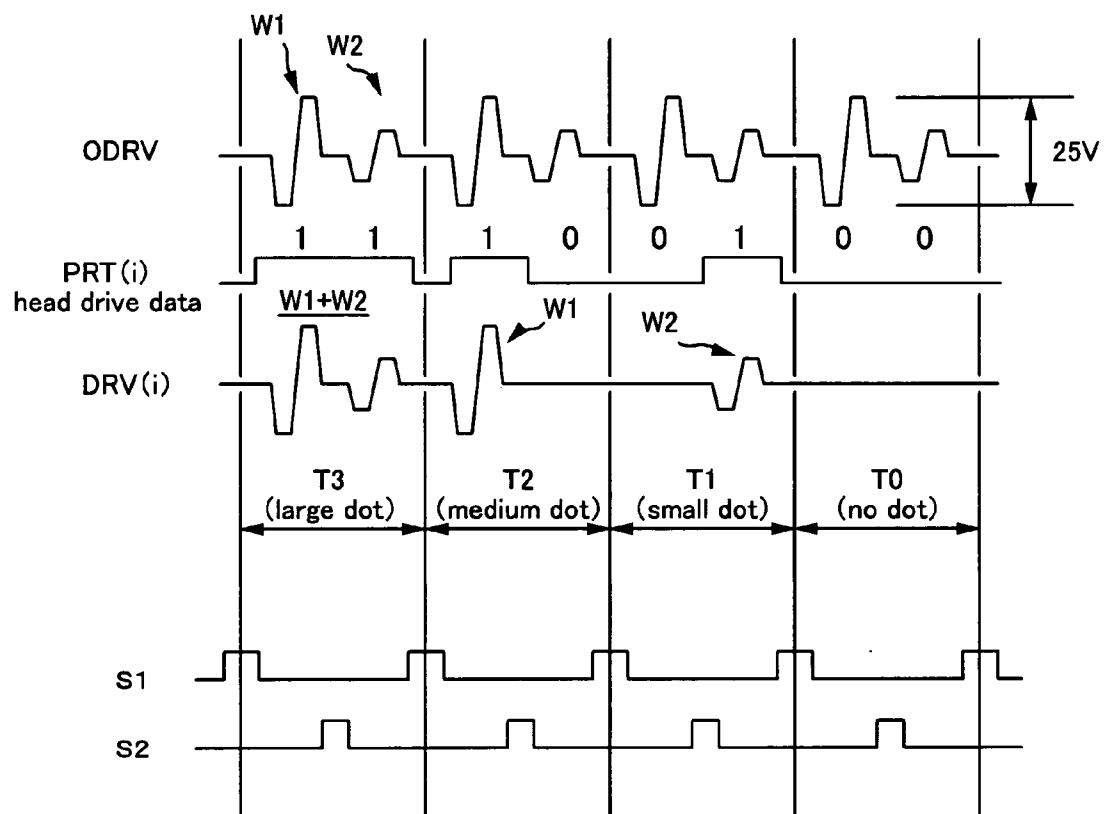 W1
W2
ODRV
25V
1 1 1 0 0 1 0 0
PRT(i)
head drive data
W1+W2
W1
W2
DRV(i)
T3
(large dot)
T2
(medium dot)
T1
(small dot)
T0
(no dot)
S1
S2